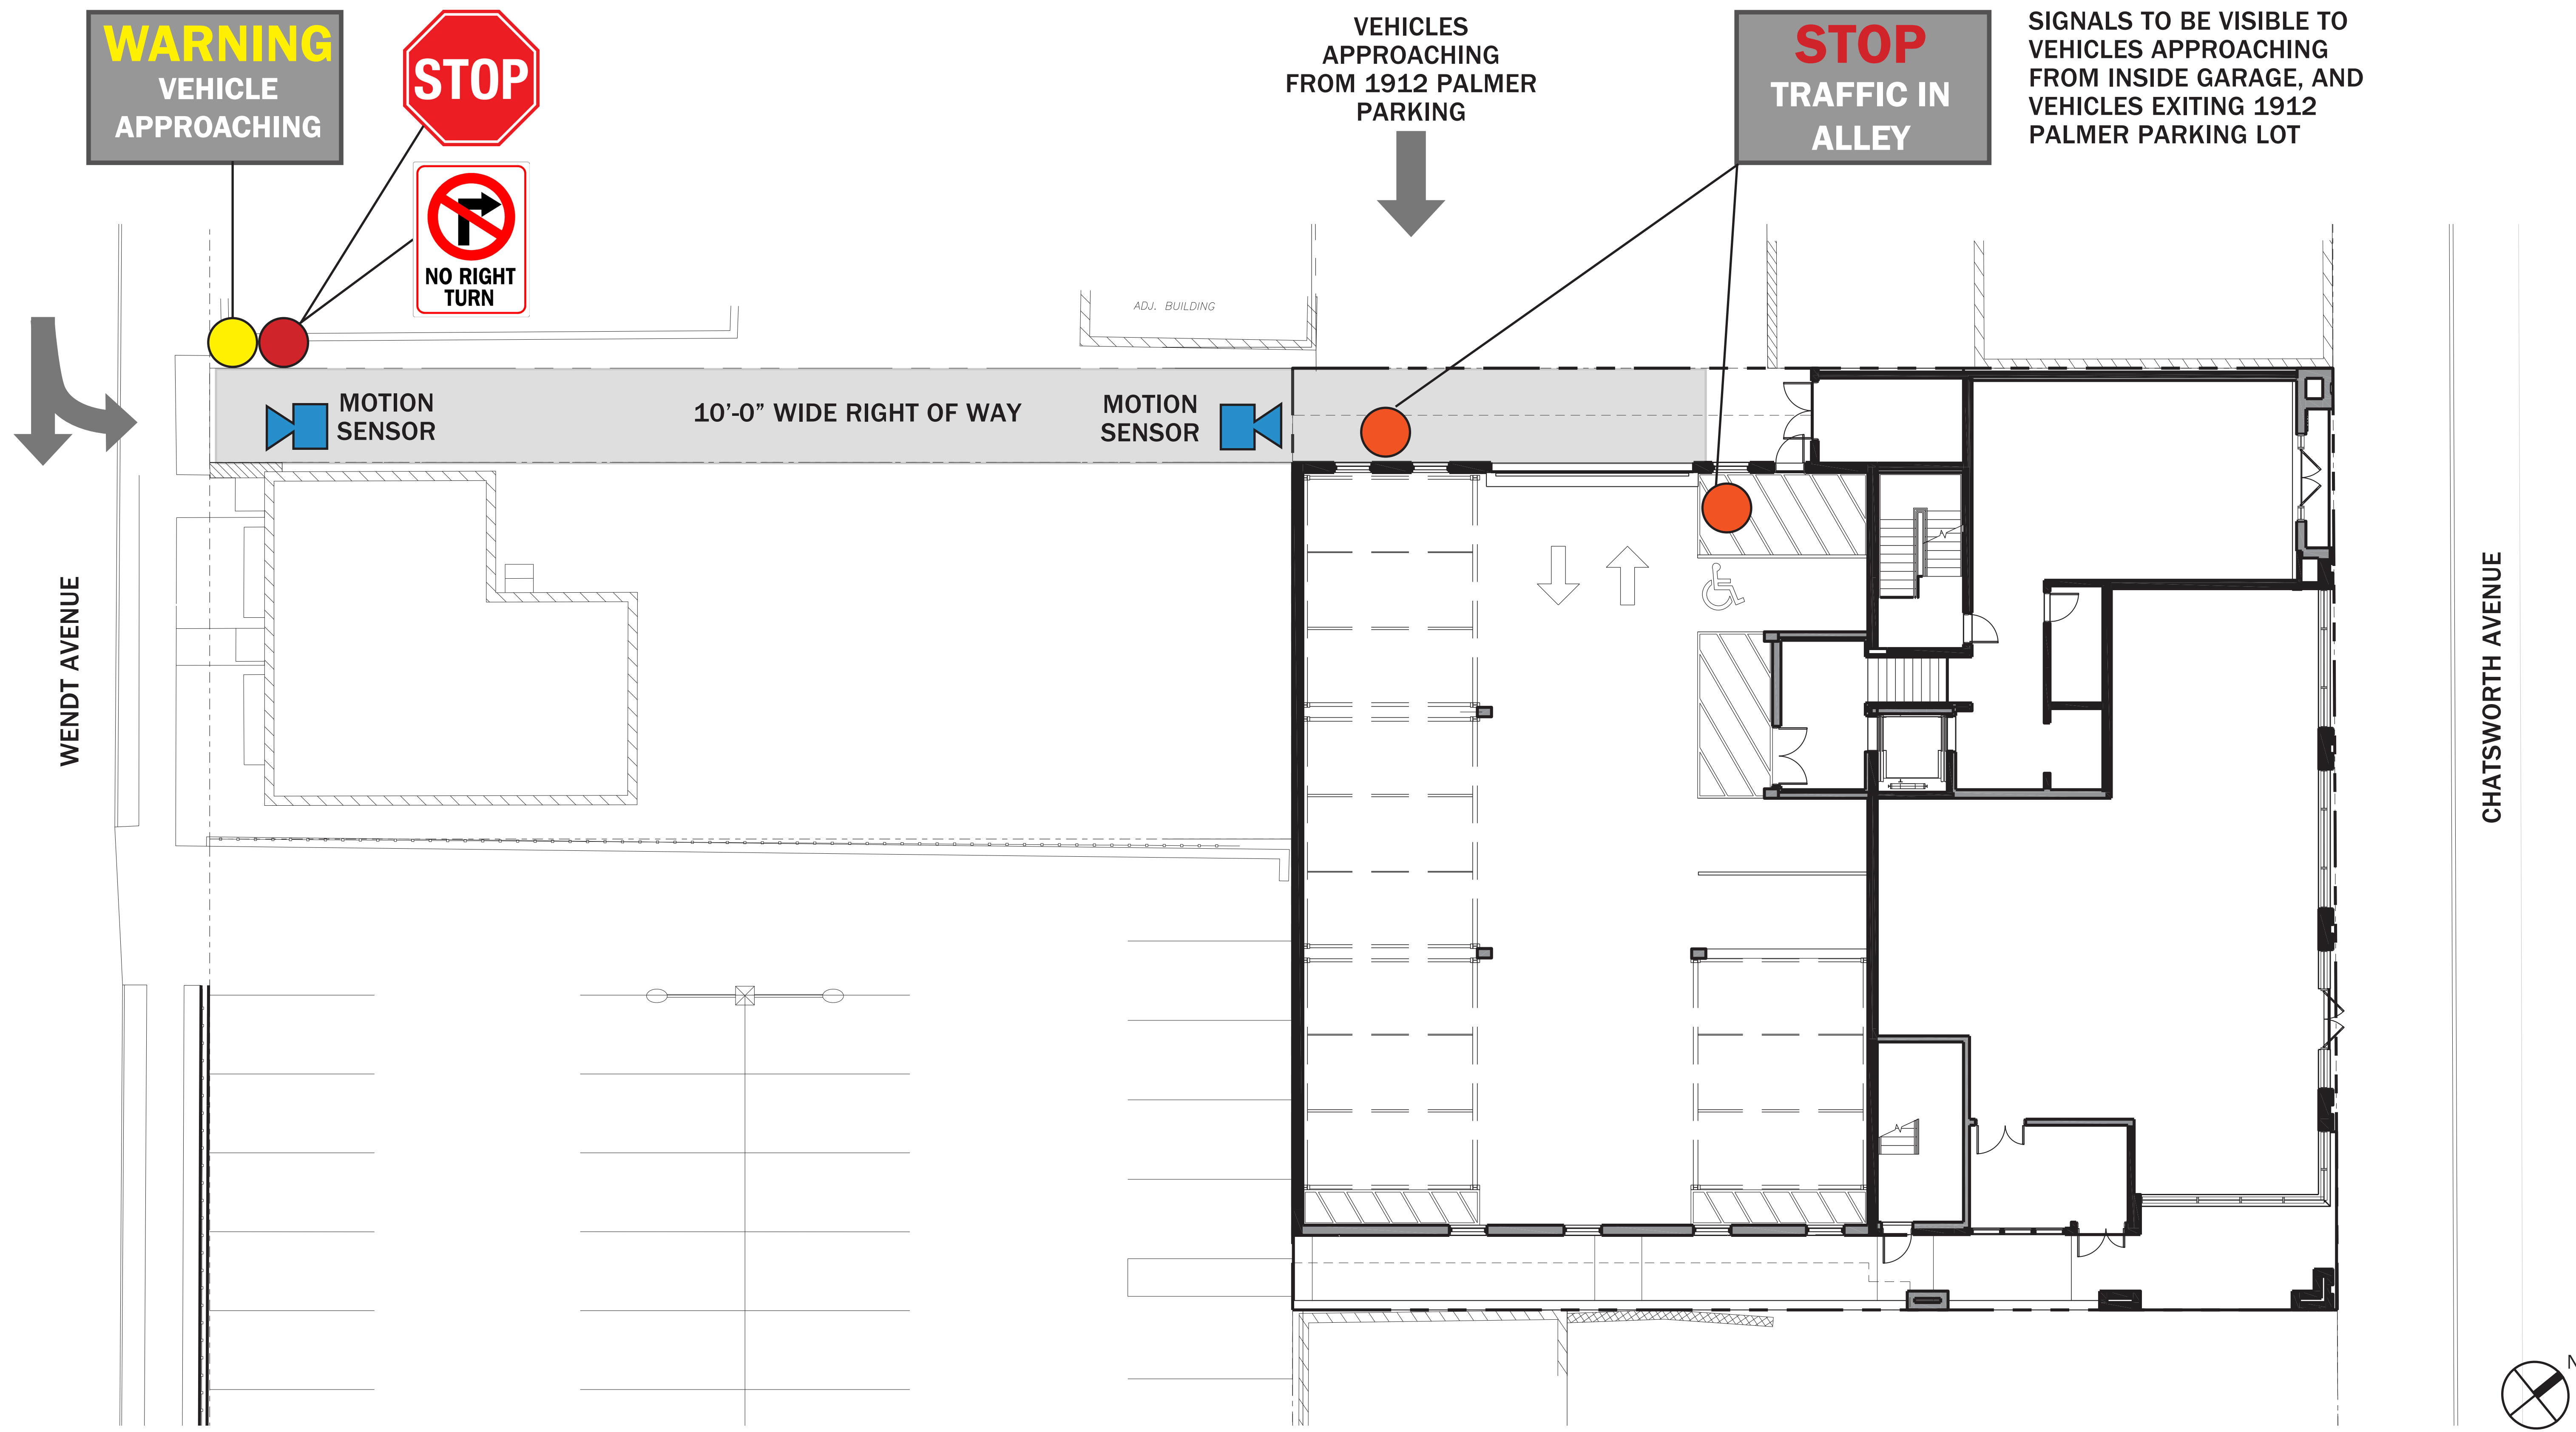 WARNING
VEHICLE
APPROACHING
STOP
NO RIGHT
TURN
VEHICLES
APPROACHING
FROM 1912 PALMER
PARKING
STOP
TRAFFIC IN
ALLEY
SIGNALS TO BE VISIBLE TO
VEHICLES APPROACHING
FROM INSIDE GARAGE, AND
VEHICLES EXITING 1912
PALMER PARKING LOT
ADJ. BUILDING
MOTION
SENSOR
10’-0” WIDE RIGHT OF WAY
MOTION
SENSOR
WENDT AVENUE
CHATSWORTH AVENUE
N